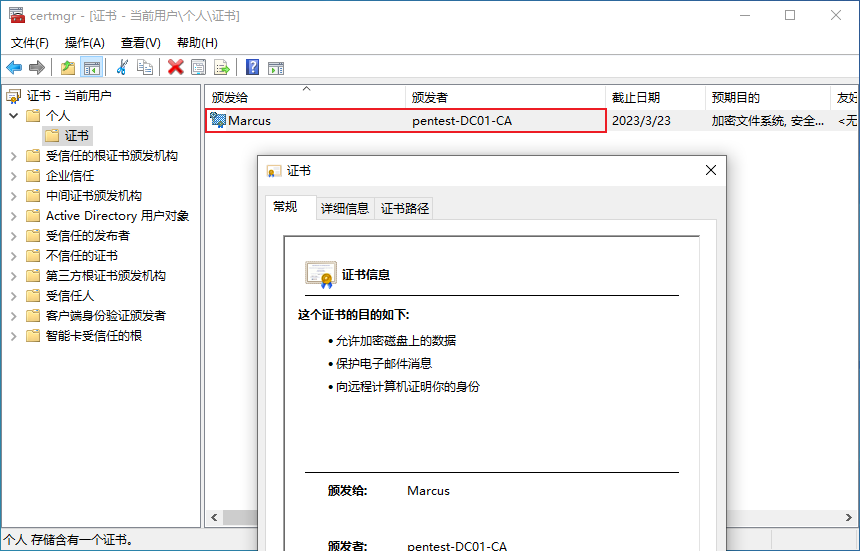 certmgr - [证书 - 当前用户\个人\证书]
文件(F) 操作(A) 查看(V) 帮助(H)
证书 - 当前用户
个人
证书
受信任的根证书颁发机构
企业信任
中间证书颁发机构
Active Directory 用户对象
受信任的发布者
不信任的证书
第三方根证书颁发机构
受信任人
客户端身份验证颁发者
智能卡受信任的根
颁发给 颁发者 截止日期 预期目的 友好
Marcus pentest-DC01-CA 2023/3/23 加密文件系统, 安全... <无
证书
常规 详细信息 证书路径
证书信息
这个证书的目的如下:
• 允许加密磁盘上的数据
• 保护电子邮件消息
• 向远程计算机证明你的身份
颁发给: Marcus
颁发者: pentest-DC01-CA
个人 存储含有一个证书。